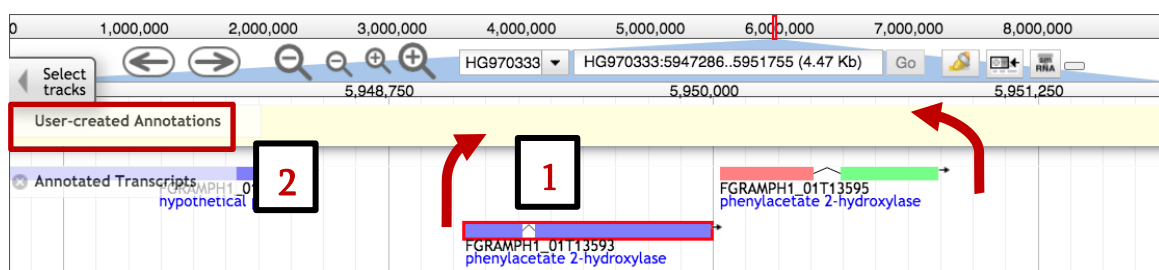 0 1,000,000 2,000,000 3,000,000 4,000,000 5,000,000 6,000,000 7,000,000 8,000,000
Select
tracks
HG970333 HG970333:5947286..5951755 (4.47 Kb) Go
RNA
5,948,750 5,950,000 5,951,250
User-created Annotations
2 1
Annotated Transcripts
FGRAMPH1_01T13595
phenylacetate 2-hydroxylase
FGRAMPH1_01T13593
phenylacetate 2-hydroxylase